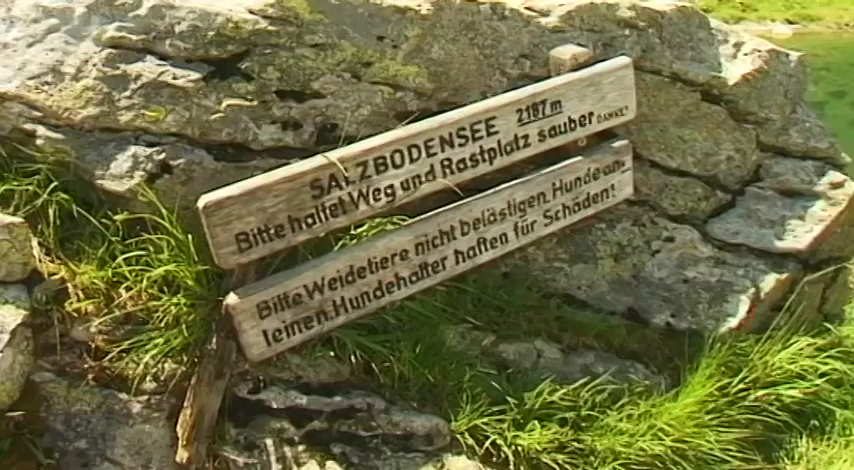 SALZBODENSEE 2187 m
Bitte haltet Weg und Rastplatz sauber DANKE!
Bitte Weidetiere nicht belästigen Hunde an
leinen! Hundehalter haften für Schäden!